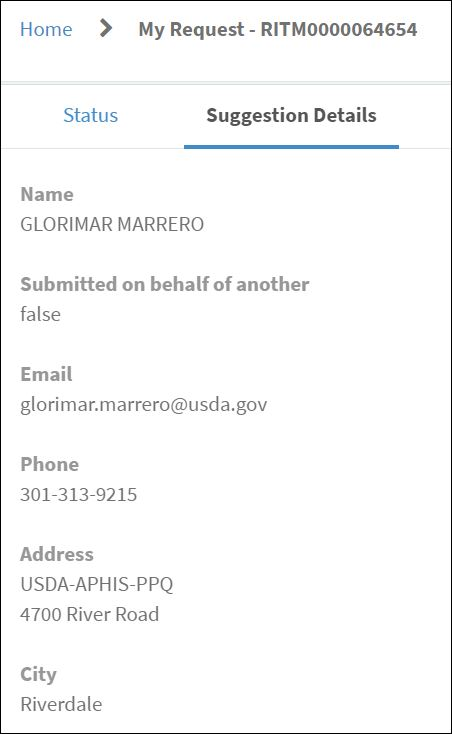 Home > My Request - RITM0000064654
Status Suggestion Details
Name
GLORIMAR MARRERO
Submitted on behalf of another
false
Email
glorimar.marrero@usda.gov
Phone
301-313-9215
Address
USDA-APHIS-PPQ
4700 River Road
City
Riverdale